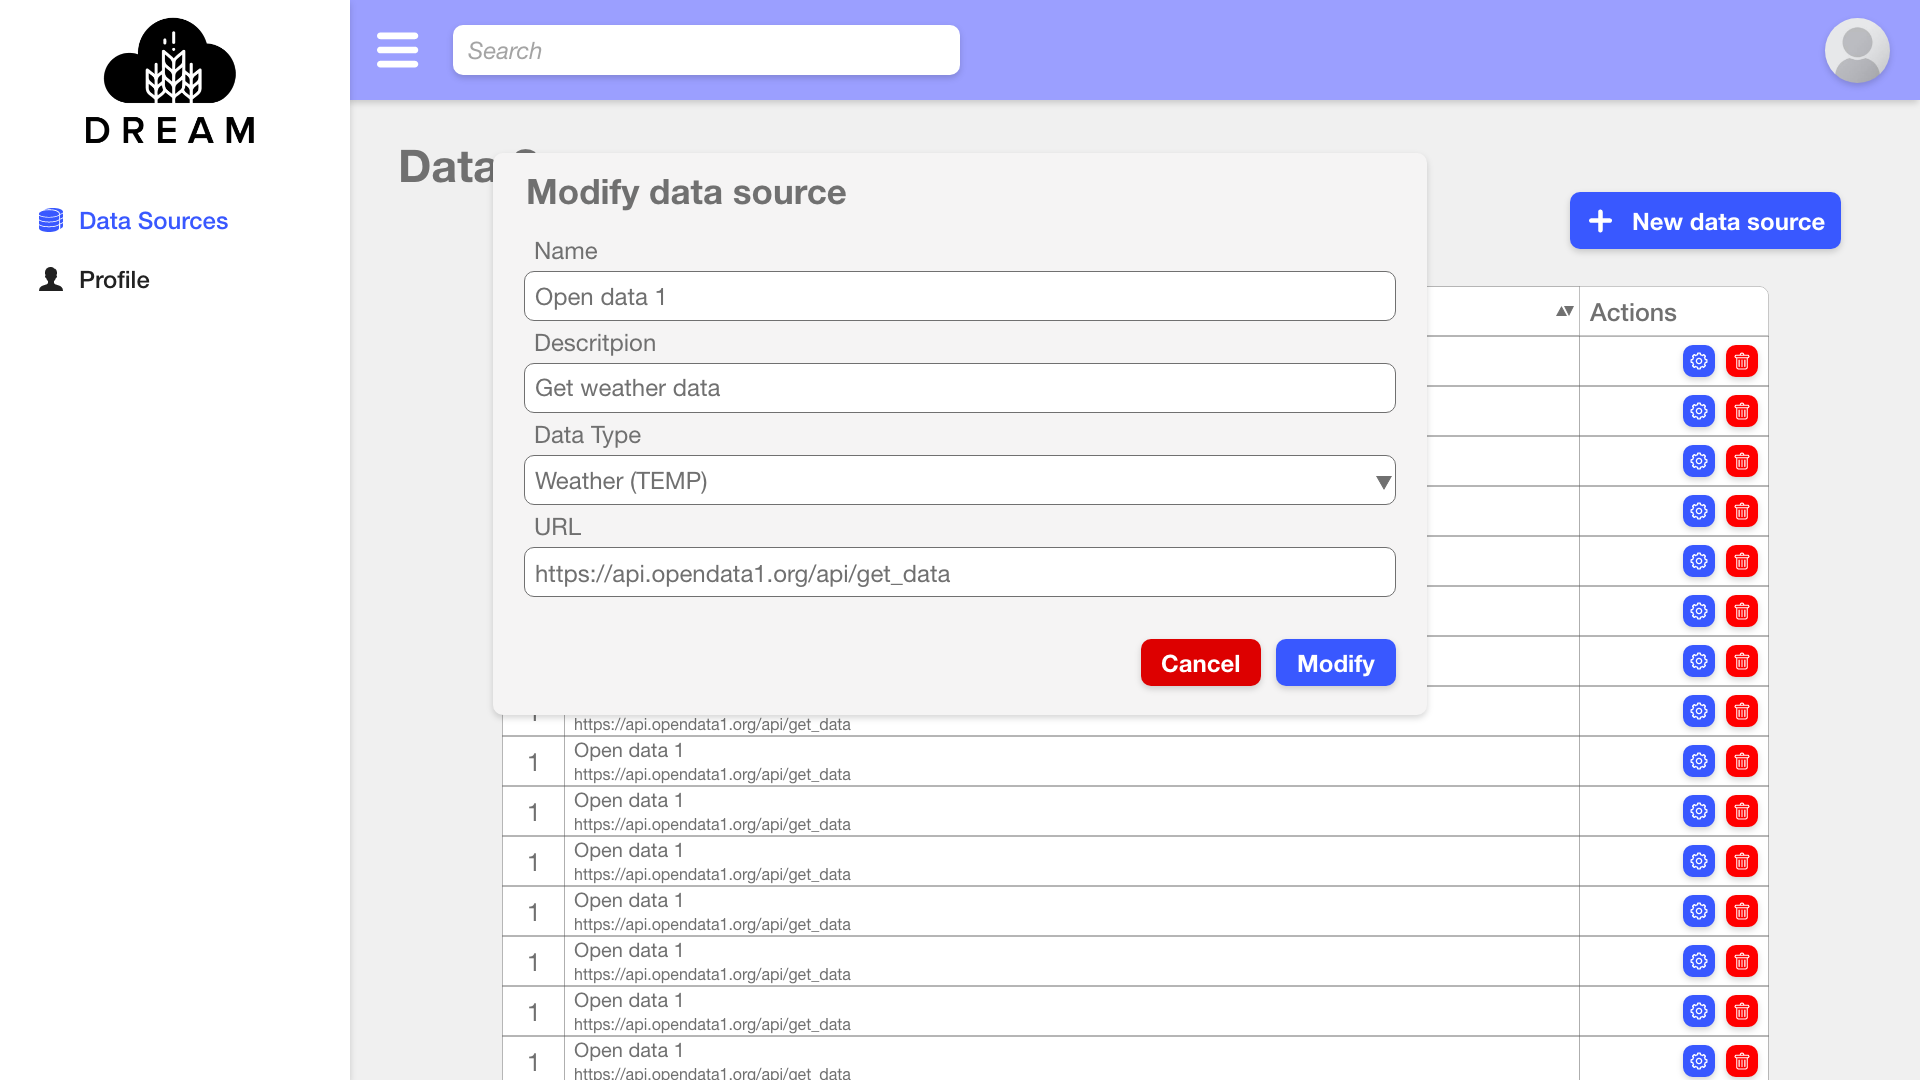 DREAM
Data Sources
Profile
Search
Data
New data source
Modify data source
Name
Open data 1
Descritpion
Get weather data
Data Type
Weather (TEMP)
URL
https://api.opendata1.org/api/get_data
Cancel
Modify
Actions
https://api.opendata1.org/api/get_data
1
Open data 1
https://api.opendata1.org/api/get_data
1
Open data 1
https://api.opendata1.org/api/get_data
1
Open data 1
https://api.opendata1.org/api/get_data
1
Open data 1
https://api.opendata1.org/api/get_data
1
Open data 1
https://api.opendata1.org/api/get_data
1
Open data 1
https://api.opendata1.org/api/get_data
1
Open data 1
https://api.opendata1.org/api/get_data